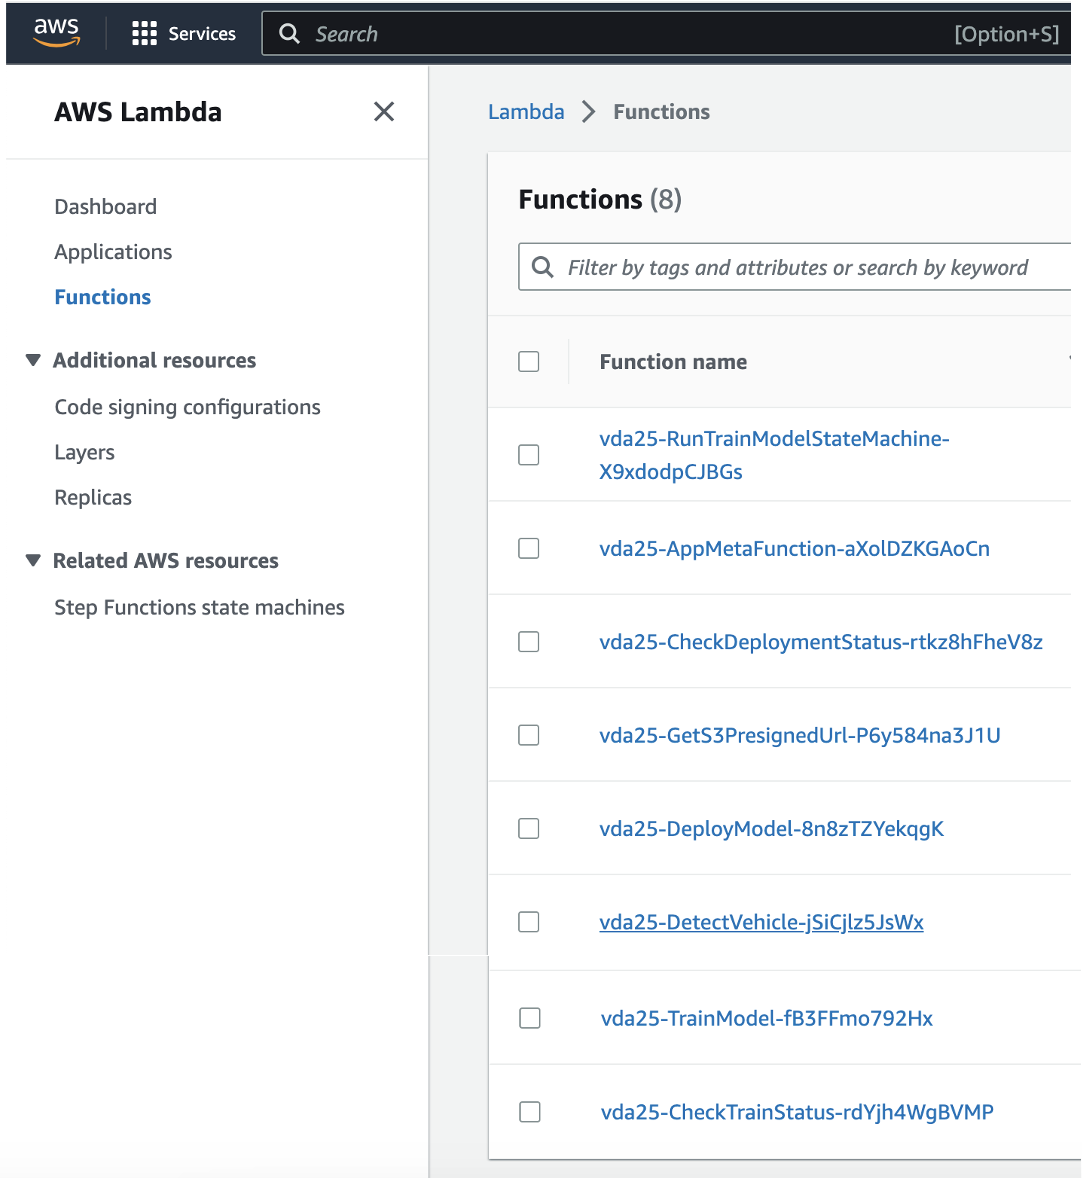 aws
Services
Search
[Option+S]
AWS Lambda
Dashboard
Applications
Functions
Additional resources
Code signing configurations
Layers
Replicas
Related AWS resources
Step Functions state machines
Lambda
Functions
Functions (8)
Filter by tags and attributes or search by keyword
Function name
vda25-RunTrainModelStateMachine-
X9xdodpCJBGs
vda25-AppMetaFunction-aXolDZKGAoCn
vda25-CheckDeploymentStatus-rtkz8hFheV8z
vda25-GetS3PresignedUrl-P6y584na3J1U
vda25-DeployModel-8n8zTZYekqgK
vda25-DetectVehicle-jSiCjlz5JsWx
vda25-TrainModel-fB3FFmo792Hx
vda25-CheckTrainStatus-rdYjh4WgBVMP